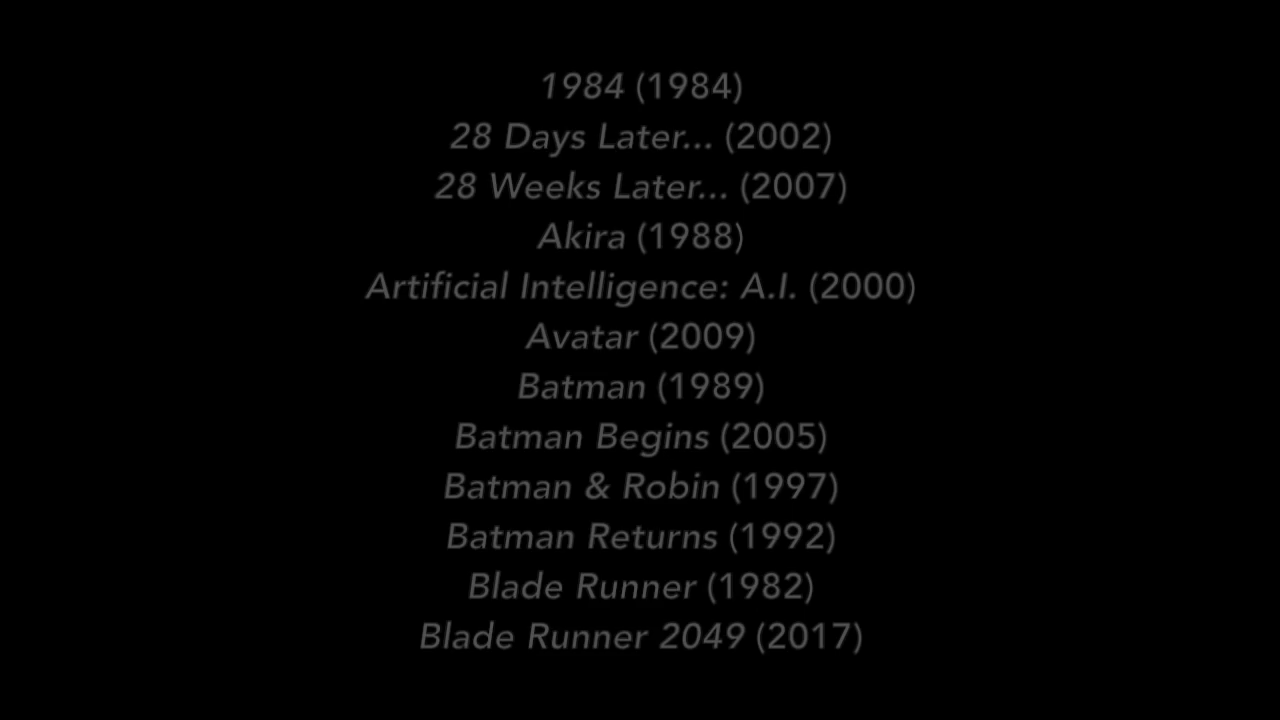 1984 (1984)
28 Days Later... (2002)
28 Weeks Later... (2007)
Akira (1988)
Artificial Intelligence: A.I. (2000)
Avatar (2009)
Batman (1989)
Batman Begins (2005)
Batman & Robin (1997)
Batman Returns (1992)
Blade Runner (1982)
Blade Runner 2049 (2017)